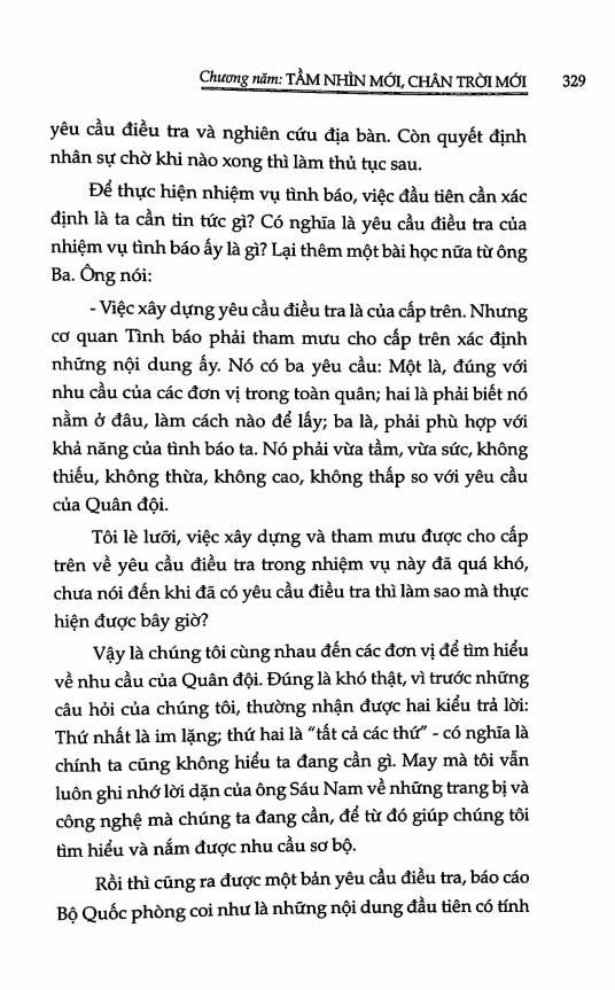 Chương năm: TẦM NHÌN MỚI, CHÂN TRỜI MỚI 329
yêu cầu điều tra và nghiên cứu địa bàn. Còn quyết định
nhân sự chờ khi nào xong thì làm thủ tục sau.
Để thực hiện nhiệm vụ tình báo, việc đầu tiên cần xác
định là ta cần tin tức gì? Có nghĩa là yêu cầu điều tra của
nhiệm vụ tình báo ấy là gì? Lại thêm một bài học nữa từ ông
Ba. Ông nói:
- Việc xây dựng yêu cầu điều tra là của cấp trên. Nhưng
cơ quan Tình báo phải tham mưu cho cấp trên xác định
những nội dung ấy. Nó có ba yêu cầu: Một là, đúng với
nhu cầu của các đơn vị trong toàn quân; hai là phải biết nó
nằm ở đâu, làm cách nào để lấy; ba là, phải phù hợp với
khả năng của tình báo ta. Nó phải vừa tầm, vừa sức, không
thiếu, không thừa, không cao, không thấp so với yêu cầu
của Quân đội.
Tôi lè lưỡi, việc xây dựng và tham mưu được cho cấp
trên về yêu cầu điều tra trong nhiệm vụ này đã quá khó,
chưa nói đến khi đã có yêu cầu điều tra thì làm sao mà thực
hiện được bây giờ?
Vậy là chúng tôi cùng nhau đến các đơn vị để tìm hiểu
về nhu cầu của Quân đội. Đúng là khó thật, vì trước những
câu hỏi của chúng tôi, thường nhận được hai kiểu trả lời:
Thứ nhất là im lặng; thứ hai là "tất cả các thứ" - có nghĩa là
chính ta cũng không hiểu ta đang cần gì. May mà tôi vẫn
luôn ghi nhớ lời dặn của ông Sáu Nam về những trang bị và
công nghệ mà chúng ta đang cần, để từ đó giúp chúng tôi
tìm hiểu và nắm được nhu cầu sơ bộ.
Rồi thì cũng ra được một bản yêu cầu điều tra, báo cáo
Bộ Quốc phòng coi như là những nội dung đầu tiên có tính